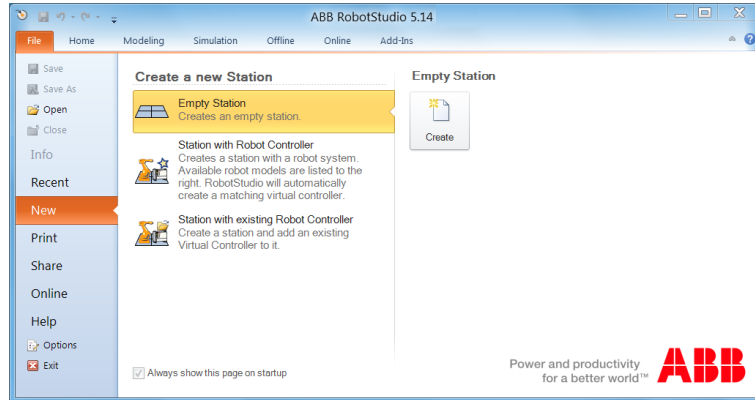 ABB RobotStudio 5.14
File Home Modeling Simulation Offline Online Add-Ins
Save
Save As
Open
Close
Info
Recent
New
Print
Share
Online
Help
Options
Exit
Create a new Station
Empty Station
Creates an empty station.
Station with Robot Controller
Creates a station with a robot system.
Available robot models are listed to the
right. RobotStudio will automatically
create a matching virtual controller.
Station with existing Robot Controller
Create a station and add an existing
Virtual Controller to it.
Always show this page on startup
Empty Station
Create
Power and productivity
for a better world™
ABB